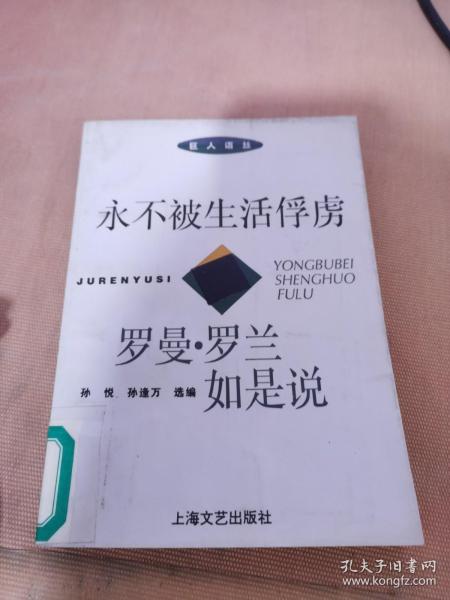 巨人语丝
永不被生活俘虏
JURENYUSI
YONGBUBEI
SHENGHUO
FULU
罗曼·罗兰
如是说
孙 悦 孙逢万 选编
上海文艺出版社
孔夫子旧书网
www.kongfz.com